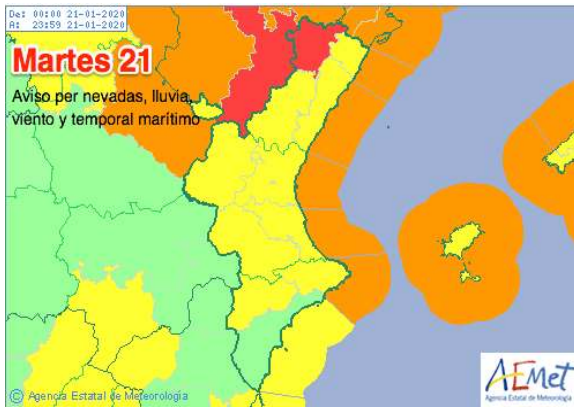 De: 00:00 21-01-2020
A: 23:59 21-01-2020
Martes 21
Aviso per nevadas, lluvia,
viento y temporal marítimo
© Agencia Estatal de Meteorología
AEMet
Agencia Estatal de Meteorología